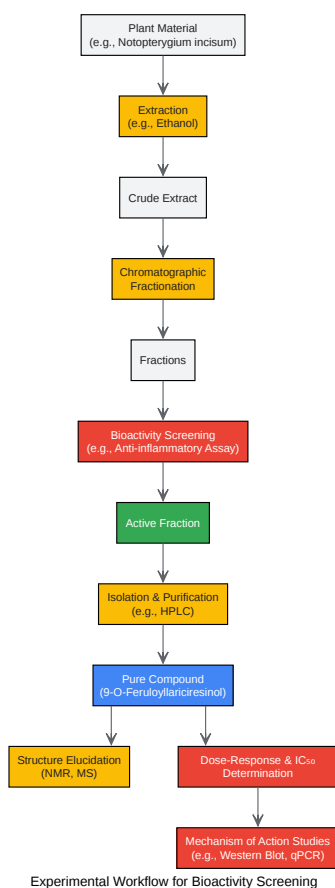 Plant Material
(e.g., Notopterygium incisum)
Extraction
(e.g., Ethanol)
Crude Extract
Chromatographic
Fractionation
Fractions
Bioactivity Screening
(e.g., Anti-inflammatory Assay)
Active Fraction
Isolation & Purification
(e.g., HPLC)
Pure Compound
(9-O-Feruloyllariciresinol)
Structure Elucidation
(NMR, MS)
Dose-Response & IC₅₀
Determination
Mechanism of Action Studies
(e.g., Western Blot, qPCR)
Experimental Workflow for Bioactivity Screening